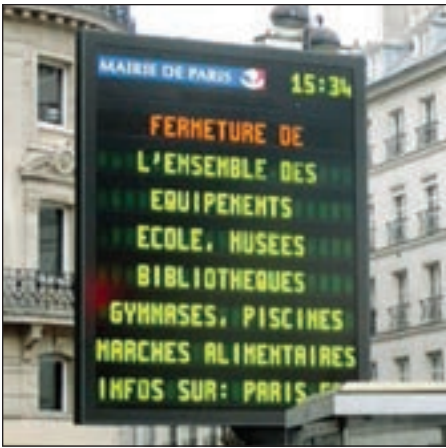 MAIRIE DE PARIS 15:34
FERMETURE DE
L'ENSEMBLE DES
EQUIPEMENTS
ECOLE, MUSEES
BIBLIOTHEQUES
GYMNASES, PISCINES
MARCHES ALIMENTAIRES
INFOS SUR: PARIS